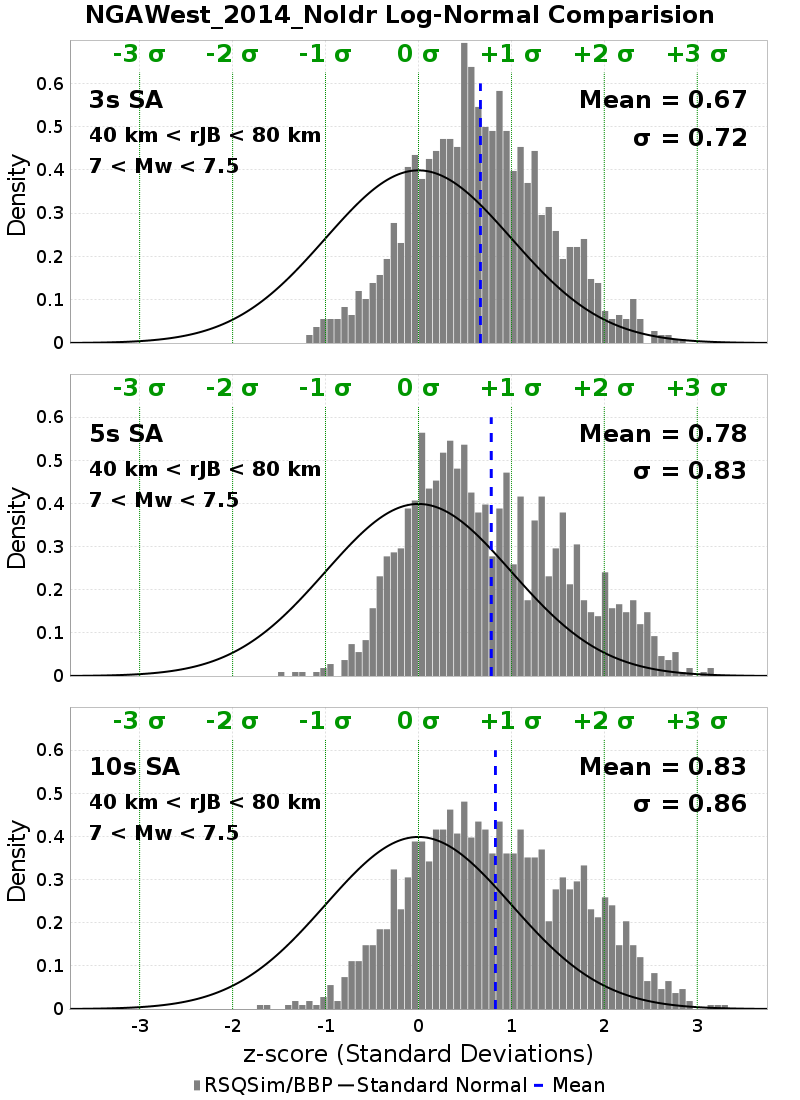 NGAWest_2014_NoIdr Log-Normal Comparision
-3 σ -2 σ -1 σ 0 σ +1 σ +2 σ +3 σ
0.6
3s SA Mean = 0.67
0.5
40 km < rJB < 80 km σ = 0.72
0.4
7 < Mw < 7.5
Density
0.3
0.2
0.1
0
-3 σ -2 σ -1 σ 0 σ +1 σ +2 σ +3 σ
0.6
5s SA Mean = 0.78
0.5
40 km < rJB < 80 km σ = 0.83
0.4
7 < Mw < 7.5
Density
0.3
0.2
0.1
0
-3 σ -2 σ -1 σ 0 σ +1 σ +2 σ +3 σ
0.6
10s SA Mean = 0.83
0.5
40 km < rJB < 80 km σ = 0.86
0.4
7 < Mw < 7.5
Density
0.3
0.2
0.1
0
-3 -2 -1 0 1 2 3
z-score (Standard Deviations)
RSQSim/BBP Standard Normal Mean